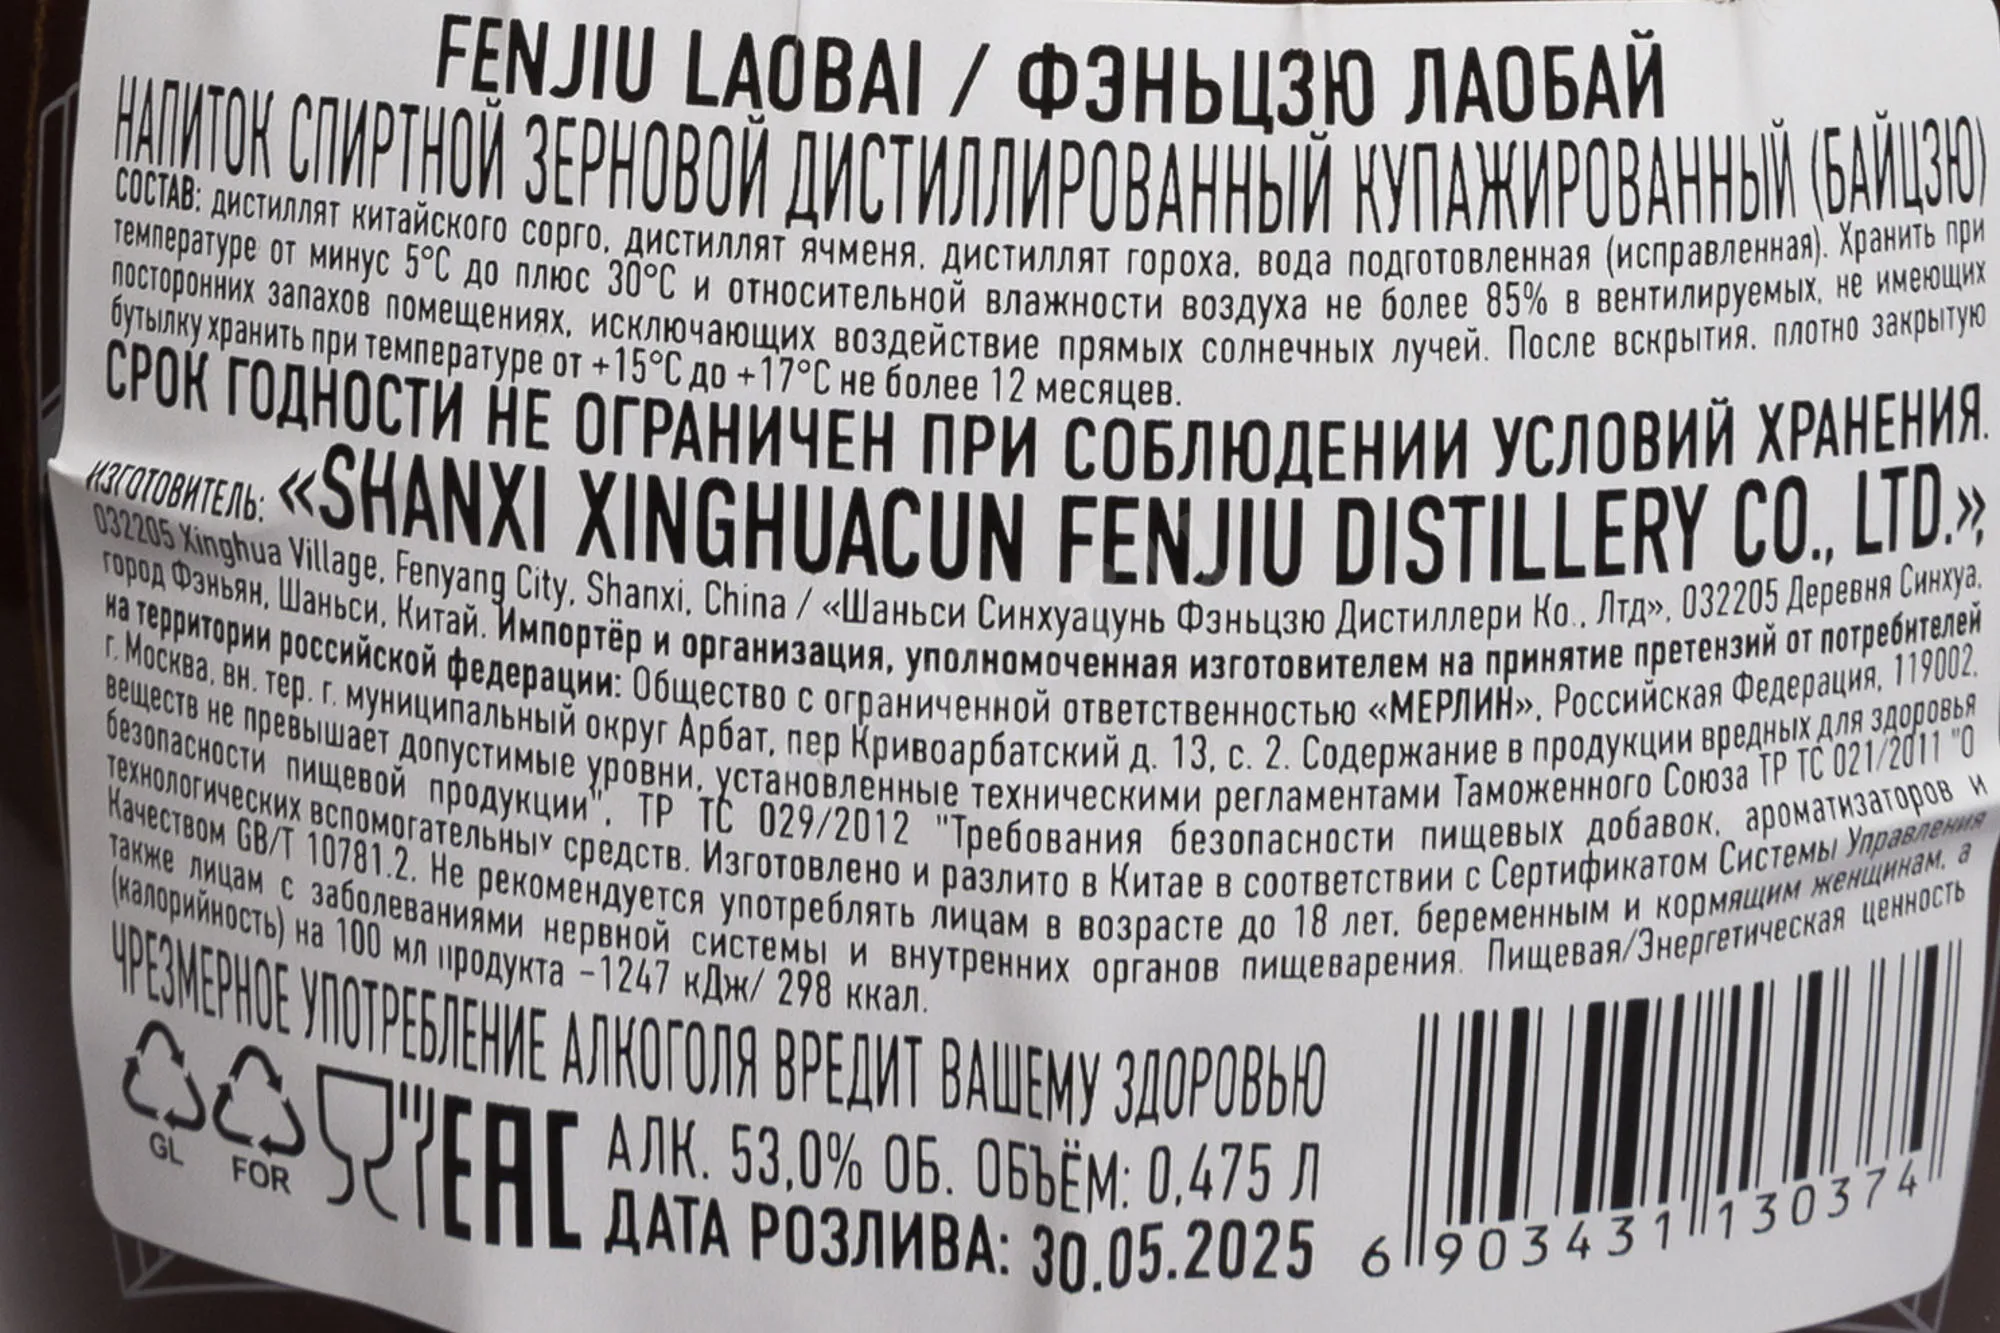 FENJIU LAOBAI / ФЭНЬЦЗЮ ЛАОБАЙ
НАПИТОК СПИРТНОЙ ЗЕРНОВОЙ ДИСТИЛЛИРОВАННЫЙ КУПАЖИРОВАННЫЙ (БАЙЦЗЮ)
СОСТАВ: дистиллят китайского сорго, дистиллят ячменя, дистиллят гороха, вода подготовленная (исправленная). Хранить при
температуре от минус 5°С до плюс 30°С и относительной влажности воздуха не более 85% в вентилируемых, не имеющих
посторонних запахов помещениях, исключающих воздействие прямых солнечных лучей. После вскрытия, плотно закрытую
бутылку хранить при температуре от +15°С до +17°С не более 12 месяцев.
СРОК ГОДНОСТИ НЕ ОГРАНИЧЕН ПРИ СОБЛЮДЕНИИ УСЛОВИЙ ХРАНЕНИЯ.
ИЗГОТОВИТЕЛЬ: «SHANXI XINGHUACUN FENJIU DISTILLERY CO., LTD.»,
032205 Xinghua Village, Fenyang City, Shanxi, China / «Шаньси Синхуацунь Фэньцзю Дистиллери Ко., Лтд», 032205 Деревня Синхуа,
город Фэньян, Шаньси, Китай. Импортёр и организация, уполномоченная изготовителем на принятие претензий от потребителей
на территории российской федерации: Общество с ограниченной ответственностью «МЕРЛИН», Российская Федерация, 119002,
г. Москва, вн. тер. г. муниципальный округ Арбат, пер Кривоарбатский д. 13, с. 2. Содержание в продукции вредных для здоровья
веществ не превышает допустимые уровни, установленные техническими регламентами Таможенного Союза ТР ТС 021/2011 "О
безопасности пищевой продукции", ТР ТС 029/2012 "Требования безопасности пищевых добавок, ароматизаторов и
технологических вспомогательных средств. Изготовлено и разлито в Китае в соответствии с Сертификатом Системы Управления
Качеством GB/T 10781.2. Не рекомендуется употреблять лицам в возрасте до 18 лет, беременным и кормящим женщинам, а
также лицам с заболеваниями нервной системы и внутренних органов пищеварения. Пищевая/Энергетическая ценность
(калорийность) на 100 мл продукта –1247 кДж/ 298 ккал.
ЧРЕЗМЕРНОЕ УПОТРЕБЛЕНИЕ АЛКОГОЛЯ ВРЕДИТ ВАШЕМУ ЗДОРОВЬЮ
GL
FOR
EAC
АЛК. 53,0% ОБ. ОБЪЁМ: 0,475 Л
ДАТА РОЗЛИВА: 30.05.2025
6 903431 130374